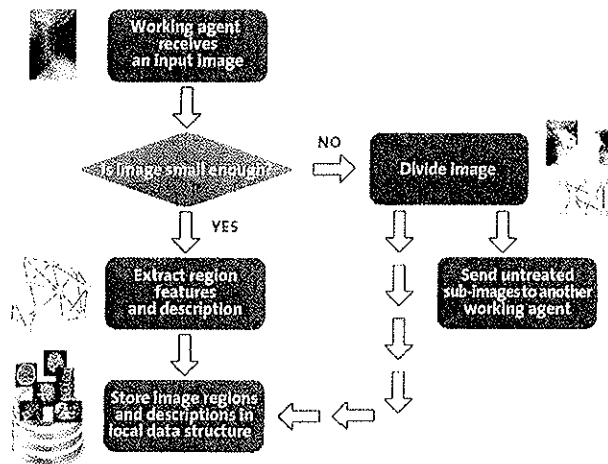 Working agent
receives
an input image
Is image small enough?
NO
Divide image
YES
Extract region
features
and description
Send untreated
sub-images to another
working agent
Store image regions
and descriptions in
local data structure